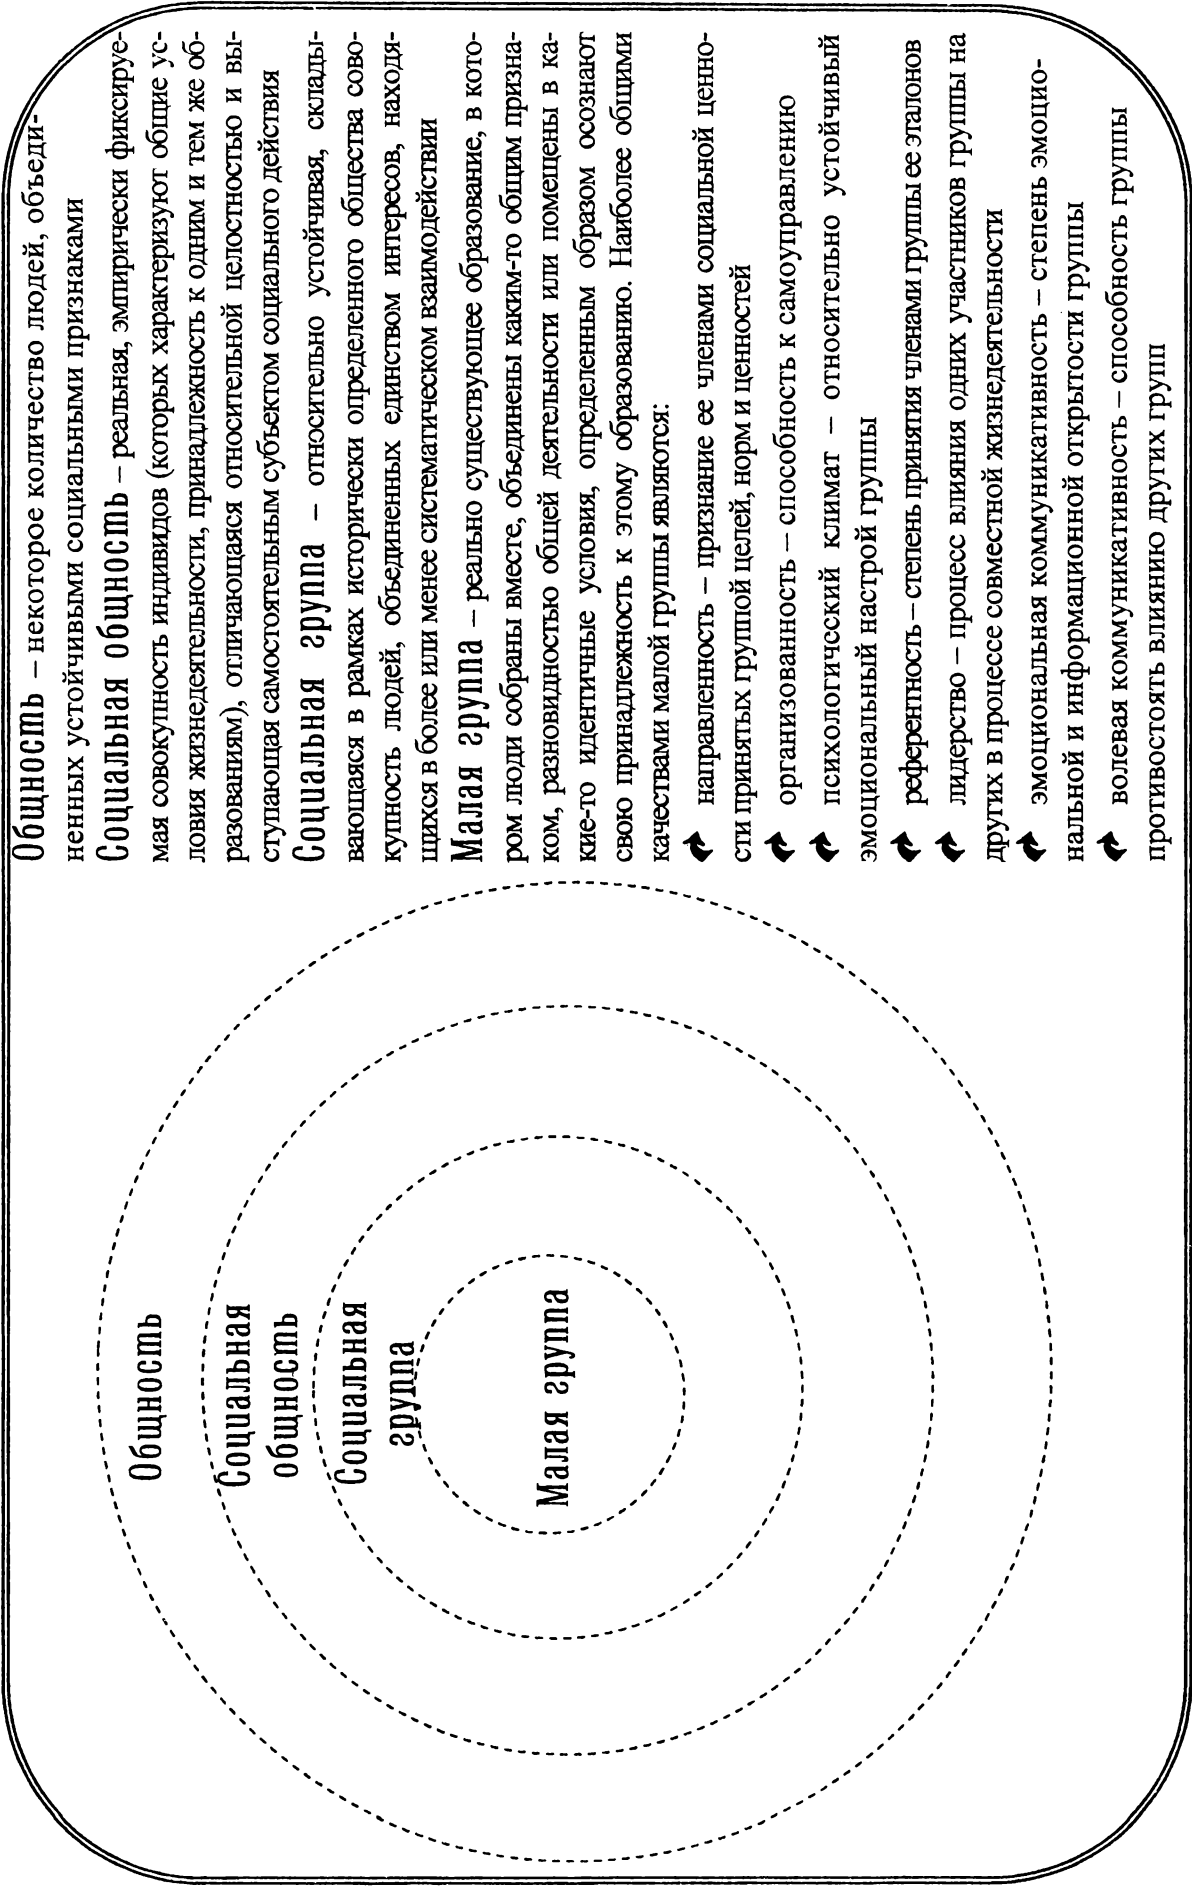 Общность
Социальная
общность
Социальная
группа
Малая группа
Общность – некоторое количество людей, объеди-
ненных устойчивыми социальными признаками
Социальная общность – реальная, эмпирически фиксируе-
мая совокупность индивидов (которых характеризуют общие ус-
ловия жизнедеятельности, принадлежность к одним и тем же об-
разованиям), отличающаяся относительной целостностью и вы-
ступающая самостоятельным субъектом социального действия
Социальная группа – относительно устойчивая, склады-
вающаяся в рамках исторически определенного общества сово-
купность людей, объединенных единством интересов, находя-
щихся в более или менее систематическом взаимодействии
Малая группа – реально существующее образование, в кото-
ром люди собраны вместе, объединены каким-то общим призна-
ком, разновидностью общей деятельности или помещены в ка-
кие-то идентичные условия, определенным образом осознают
свою принадлежность к этому образованию. Наиболее общими
качествами малой группы являются:
направленность – признание ее членами социальной ценно-
сти принятых группой целей, норм и ценностей
организованность – способность к самоуправлению
психологический климат – относительно устойчивый
эмоциональный настрой группы
референтность – степень принятия членами группы ее эталонов
лидерство – процесс влияния одних участников группы на
других в процессе совместной жизнедеятельности
эмоциональная коммуникативность – степень эмоцио-
нальной и информационной открытости группы
волевая коммуникативность – способность группы
противостоять влиянию других групп